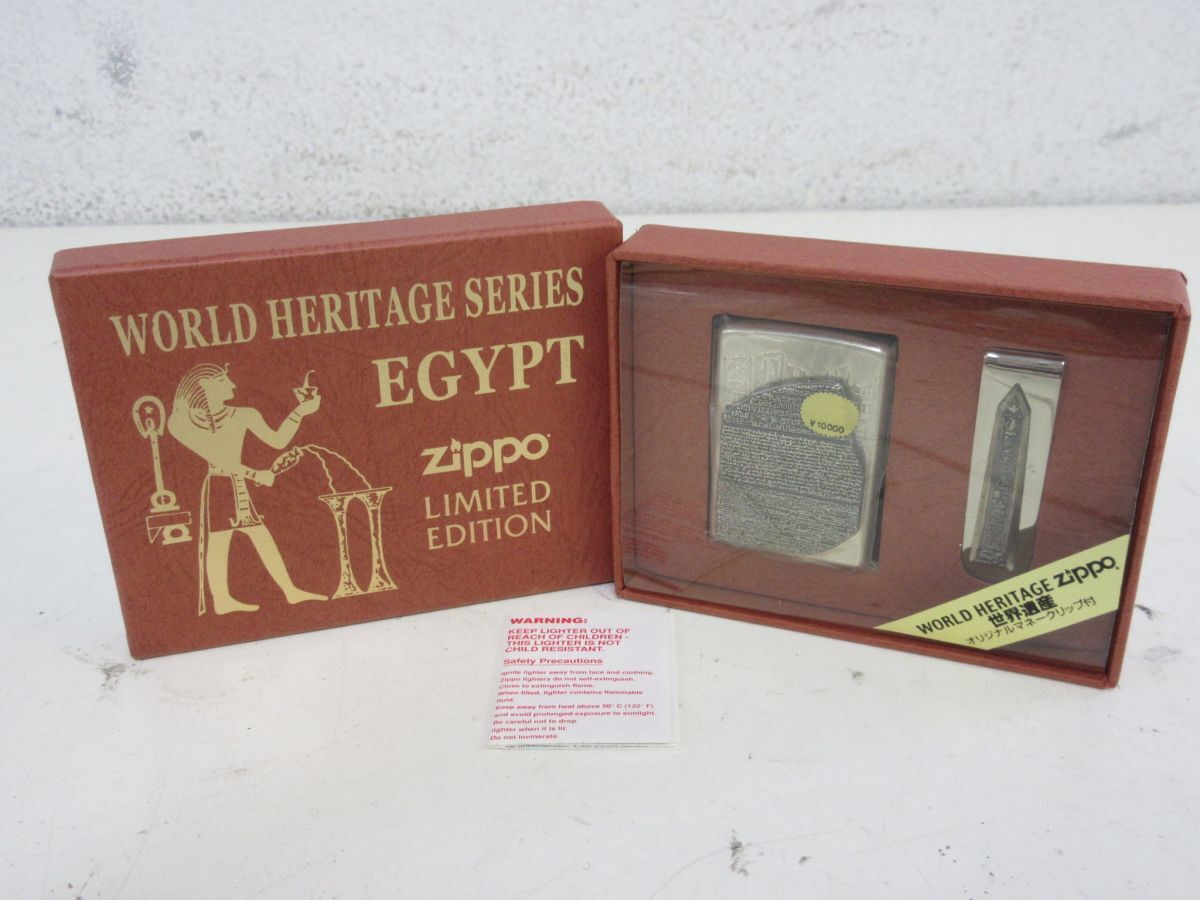 WORLD HERITAGE SERIES
EGYPT
zippo
LIMITED
EDITION
¥10000
WORLD HERITAGE zippo
世界遺産
オリジナルマネークリップ付
WARNING:
KEEP LIGHTER OUT OF
REACH OF CHILDREN -
THIS LIGHTER IS NOT
CHILD RESISTANT.
Safety Precautions
Ignite lighter away from face and clothing.
Zippo lighters do not self-extinguish.
Close to extinguish flame.
When filled, lighter contains flammable
fluid.
Keep away from heat above 50° C (122° F)
and avoid prolonged exposure to sunlight.
Be careful not to drop
lighter when it is lit.
Do not incinerate.